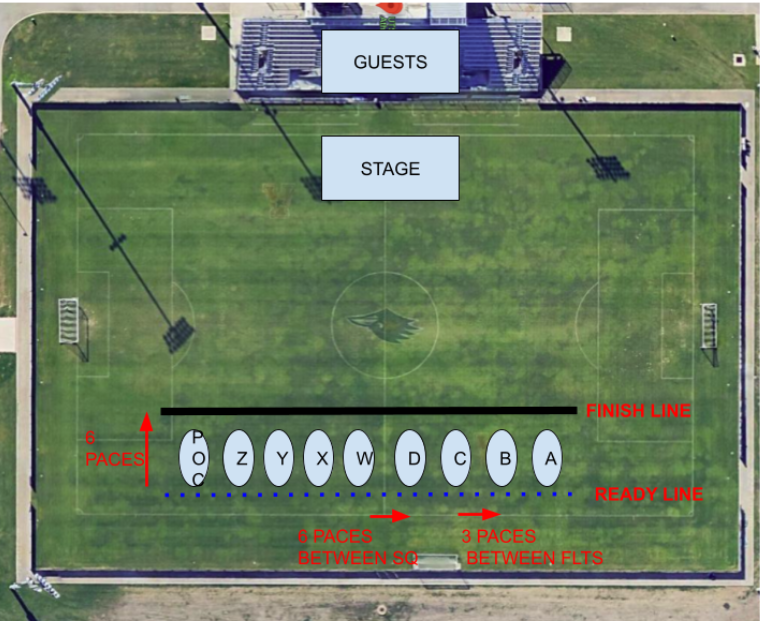 GUESTS
STAGE
FINISH LINE
6
PACES
P
O
C
Z
Y
X
W
D
C
B
A
READY LINE
6 PACES
BETWEEN SQ
3 PACES
BETWEEN FLTS